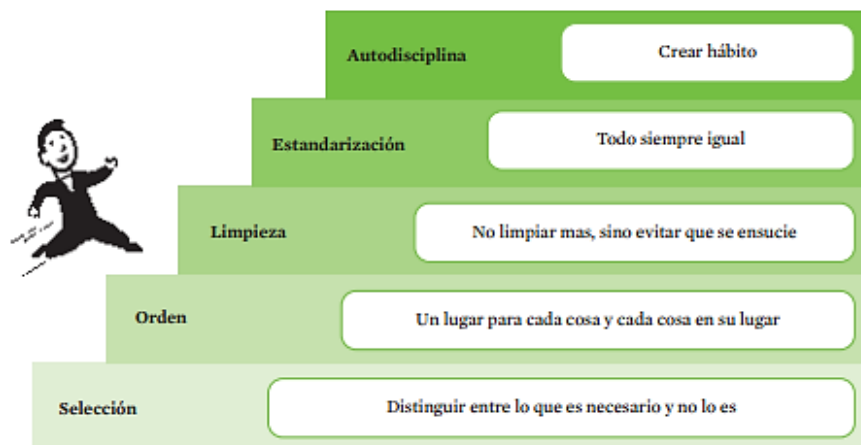 Autodisciplina
Crear hábito
Estandarización
Todo siempre igual
Limpieza
No limpiar mas, sino evitar que se ensucie
Orden
Un lugar para cada cosa y cada cosa en su lugar
Selección
Distinguir entre lo que es necesario y no lo es